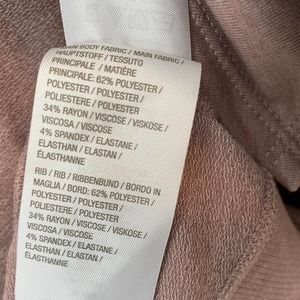 MAIN BODY FABRIC / MAIN FABRIC /
HAUPTSTOFF / TESSUTO
PRINCIPALE / MATIÈRE
PRINCIPALE: 62% POLYESTER /
POLYESTER / POLYESTER /
POLIESTERE / POLYESTER
34% RAYON / VISCOSE / VISKOSE /
VISCOSA / VISCOSE
4% SPANDEX / ELASTANE /
ELASTHAN / ELASTAN /
ÉLASTHANNE
RIB / RIB / RIBBENBUND / BORDO IN
MAGLIA / BORD: 62% POLYESTER /
POLYESTER / POLYESTER /
POLIESTERE / POLYESTER
34% RAYON / VISCOSE / VISKOSE /
VISCOSA / VISCOSE
4% SPANDEX / ELASTANE /
ELASTHAN / ELASTAN /
ÉLASTHANNE